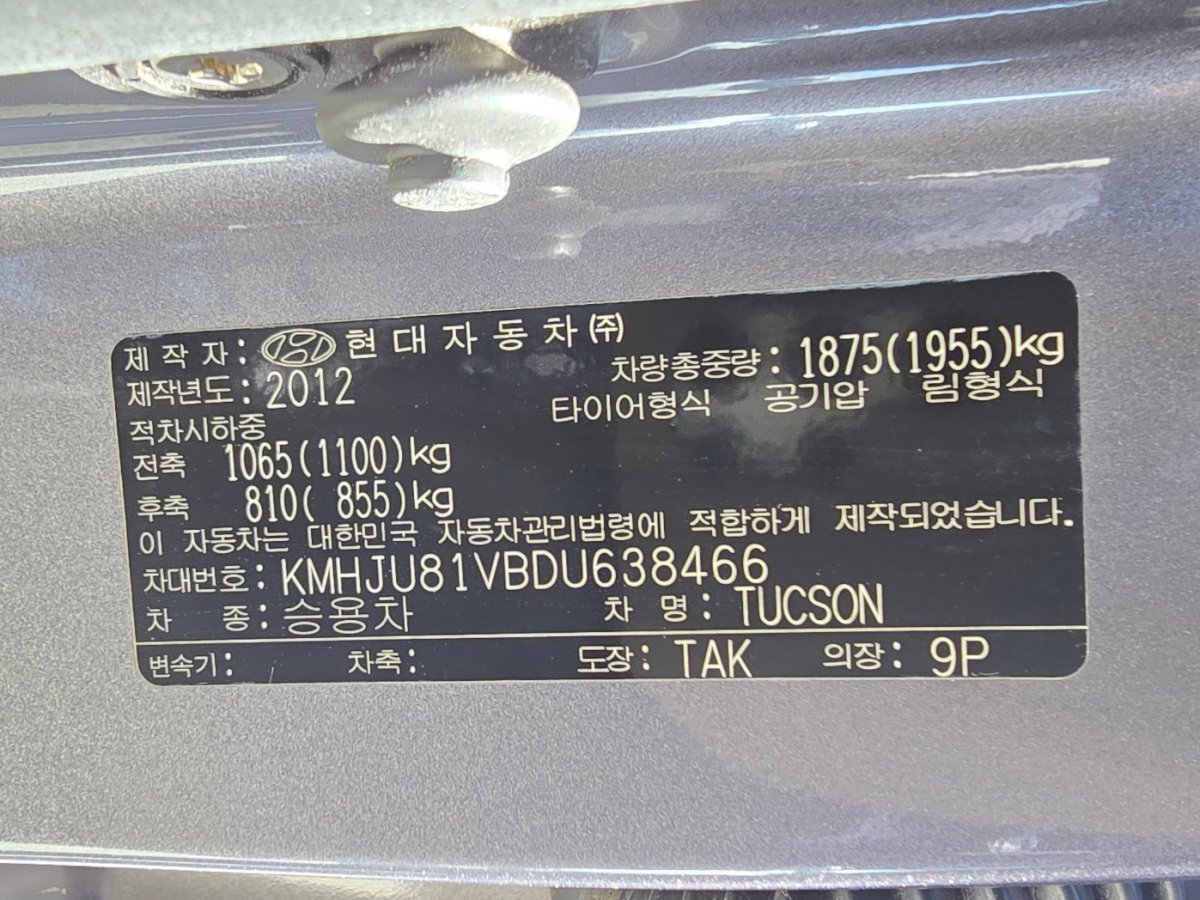 제 작 자 : 현 대 자 동 차 ㈜
제작년도 : 2012
차량총중량 : 1875(1955)kg
타이어형식 공기압 림형식
적차시하중
전축 1065(1100)kg
후축 810( 855)kg
이 자동차는 대한민국 자동차관리법령에 적합하게 제작되었습니다.
차대번호 : KMHJU81VBDU638466
차 종 : 승용차 차 명 : TUCSON
변속기 : 차축 : 도장 : TAK 의장 : 9P